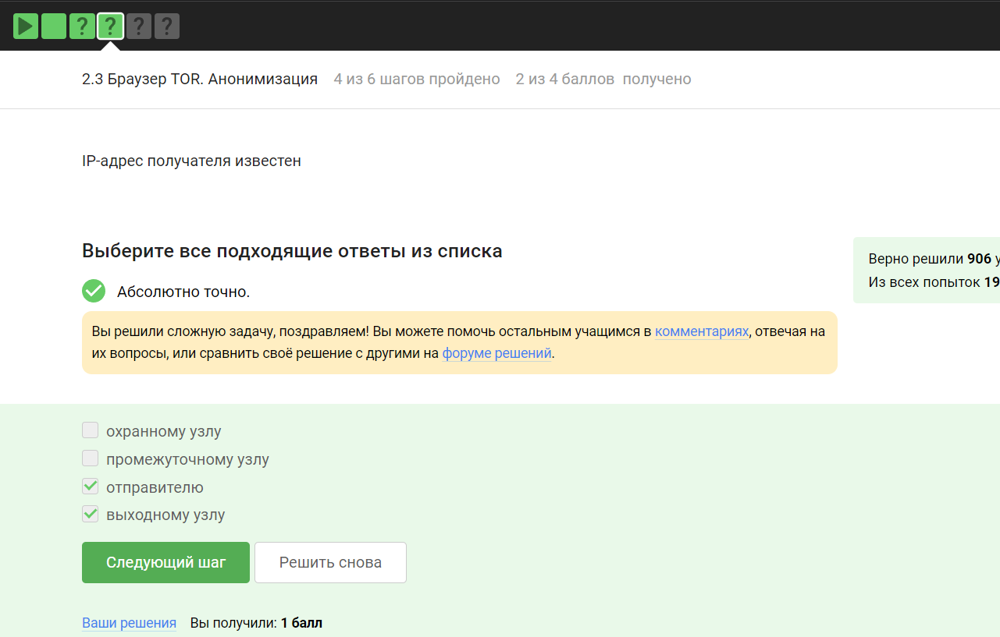 ? ? ? ?
2.3 Браузер TOR. Анонимизация 4 из 6 шагов пройдено 2 из 4 баллов получено
IP-адрес получателя известен
Выберите все подходящие ответы из списка
Верно решили 906 у
Из всех попыток 19
Абсолютно точно.
Вы решили сложную задачу, поздравляем! Вы можете помочь остальным учащимся в комментариях, отвечая на
их вопросы, или сравнить своё решение с другими на форуме решений.
охранному узлу
промежуточному узлу
отправителю
выходному узлу
Следующий шаг Решить снова
Ваши решения Вы получили: 1 балл